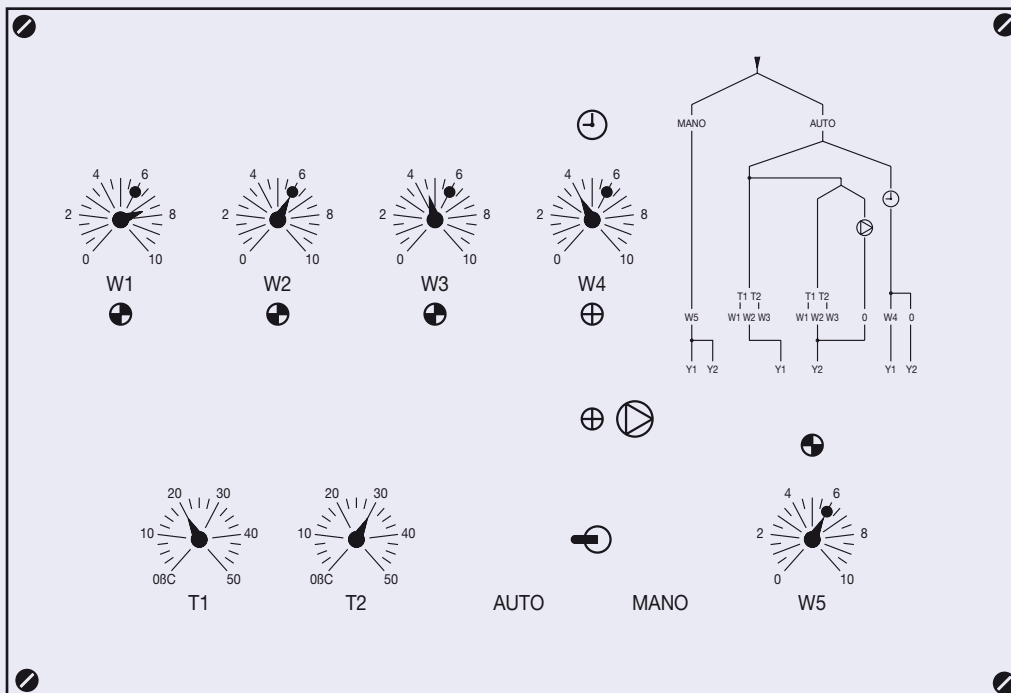 MANO AUTO
4 6 4 6 4 6 4 6
2 8 2 8 2 8 2 8
0 10 0 10 0 10 0 10
W1 W2 W3 W4
T1 T2 T1 T2
W5 W1 W2 W3 W1 W2 W3 0 W4 0
Y1 Y2 Y1 Y2 Y1 Y2
20 30 20 30 4 6
10 40 10 40 2 8
0ßC 50 0ßC 50 0 10
T1 T2 AUTO MANO W5